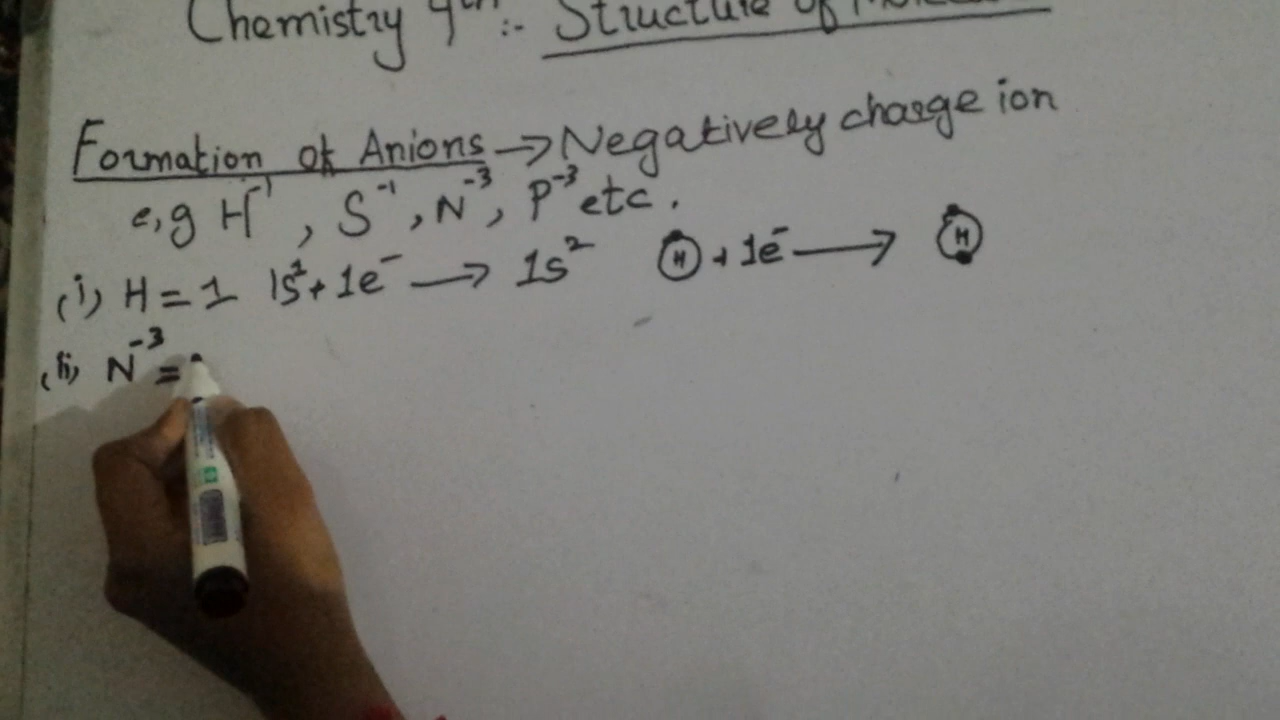 Chemistry 9th :- Structure of
Formation of Anions → Negatively charge ion
e,g H⁻¹, S⁻¹, N⁻³, P⁻³ etc.
(i) H = 1 1s¹ + 1e⁻ → 1s² H + 1e⁻ → H
(ii) N⁻³ =